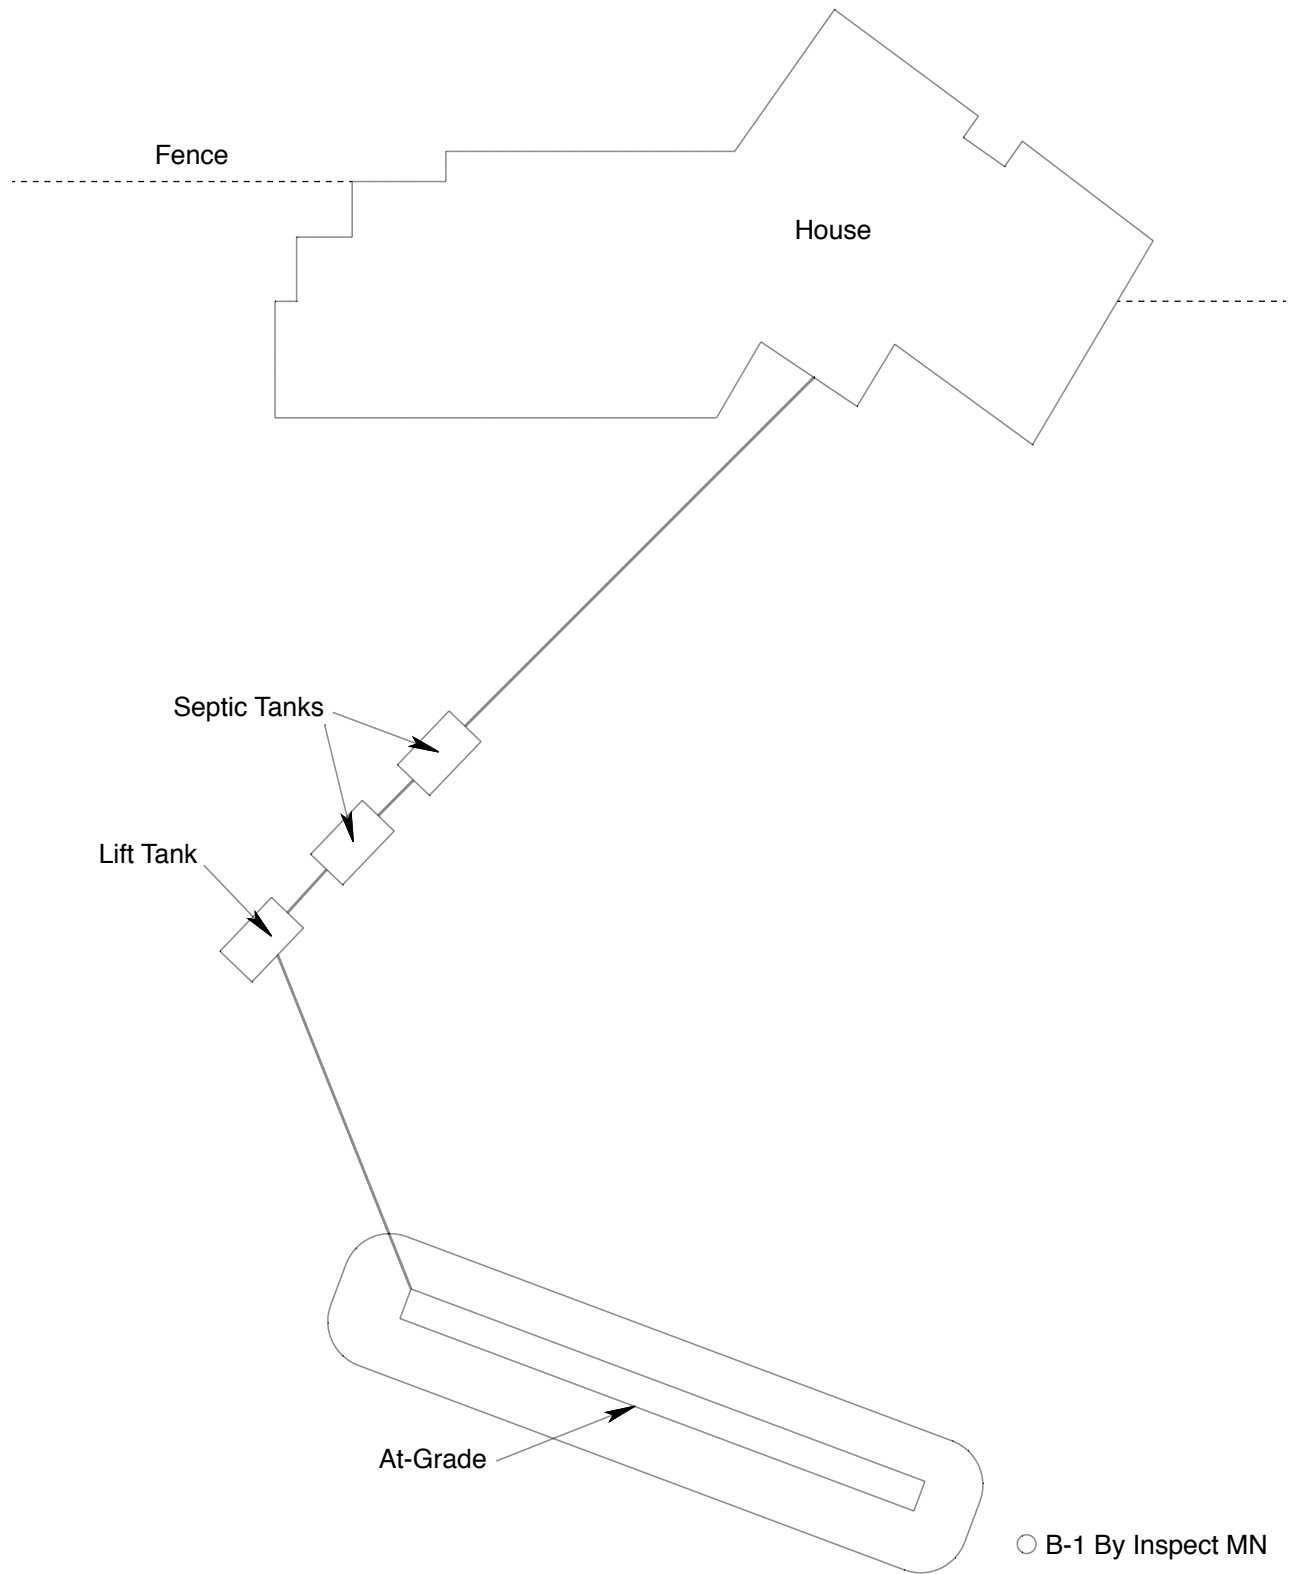 Fence
House
Septic Tanks
Lift Tank
At-Grade
B-1 By Inspect MN